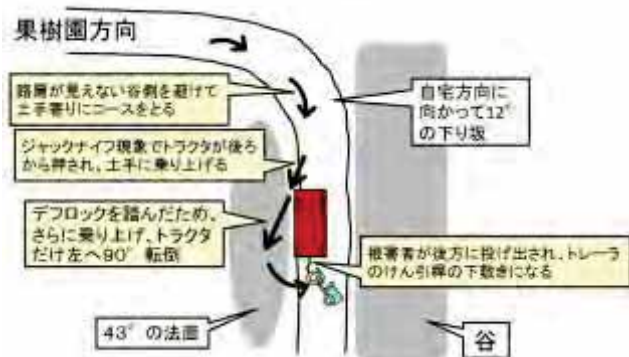 果樹園方向
路肩が見えない谷側を避けて
土手寄りにコースをとる
自宅方向に
向かって12°
の下り坂
ジャックナイフ現象でトラクタが後ろ
から押され、土手に乗り上げる
デフロックを踏んだため、
さらに乗り上げ、トラクタ
だけ左へ90°転倒
被害者が後方に投げ出され、トレーラ
のけん引桿の下敷きになる
43°の法面
谷